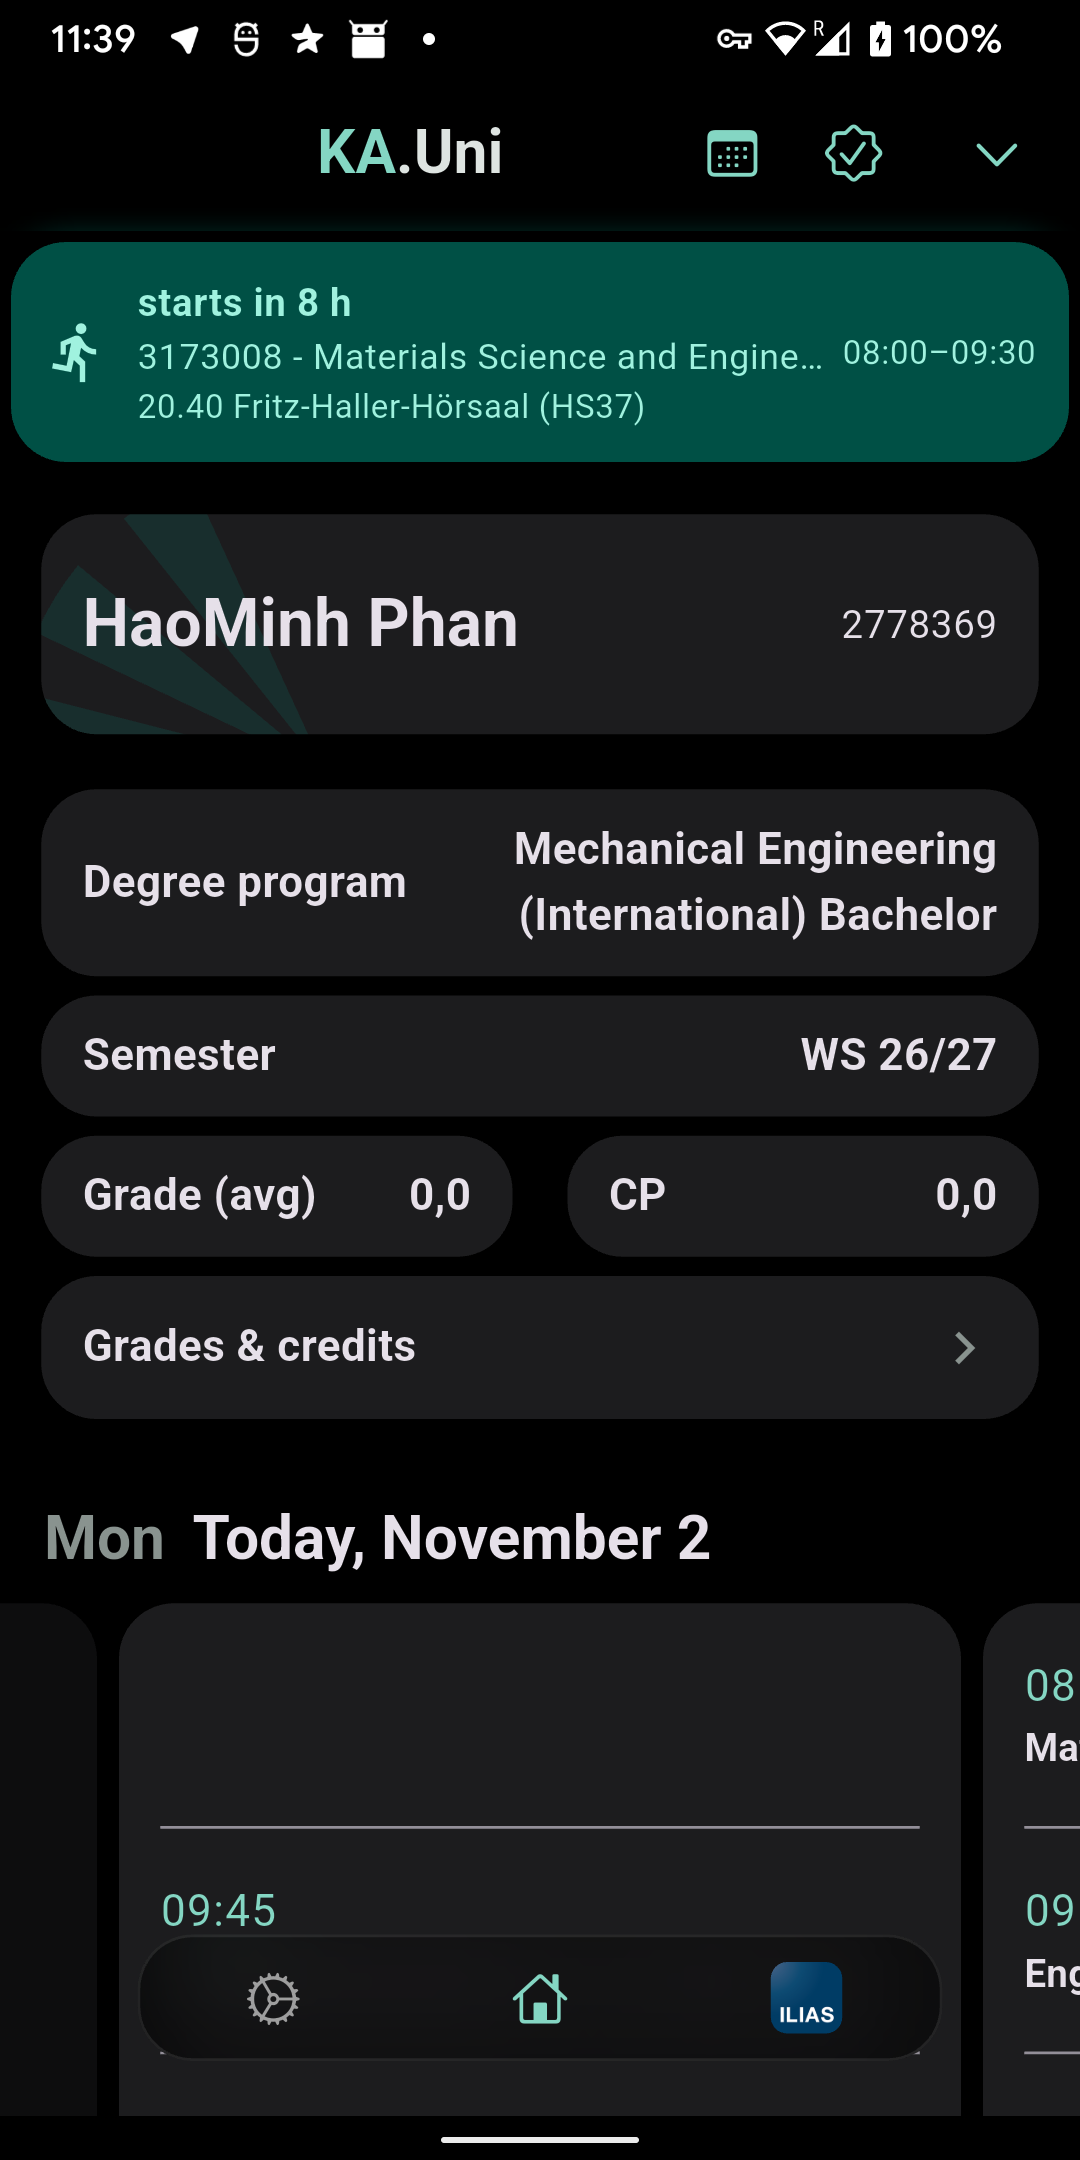 11:39
R
100%
KA.Uni
starts in 8 h
3173008 - Materials Science and Engine…
08:00–09:30
20.40 Fritz-Haller-Hörsaal (HS37)
HaoMinh Phan
2778369
Degree program
Mechanical Engineering
(International) Bachelor
Semester
WS 26/27
Grade (avg)
0,0
CP
0,0
Grades & credits
Mon
Today, November 2
08
Ma
09:45
09
Eng
ILIAS